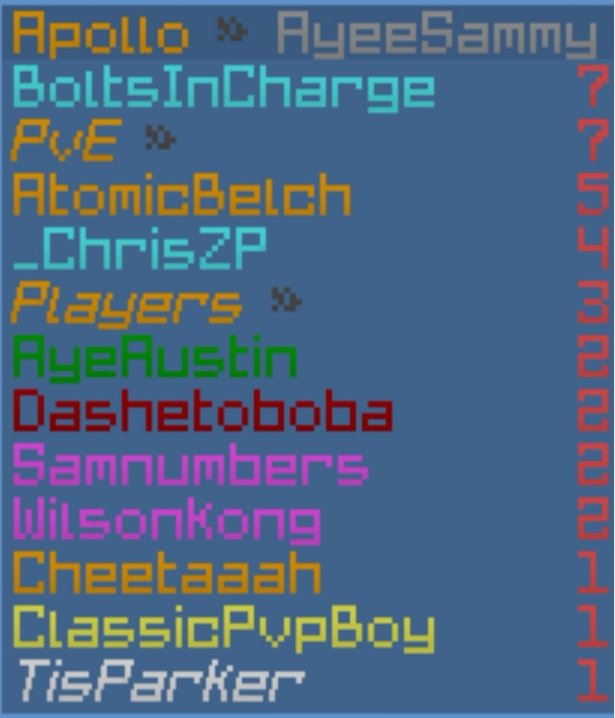 Apollo » AyeeSammy
BoltsInCharge 7
PvE » 7
AtomicBelch 5
_ChrisZP 4
Players » 3
AyeAustin 2
Dashetoboba 2
Samnumbers 2
WilsonKong 2
Cheetaaah 1
ClassicPvpBoy 1
TisParker 1